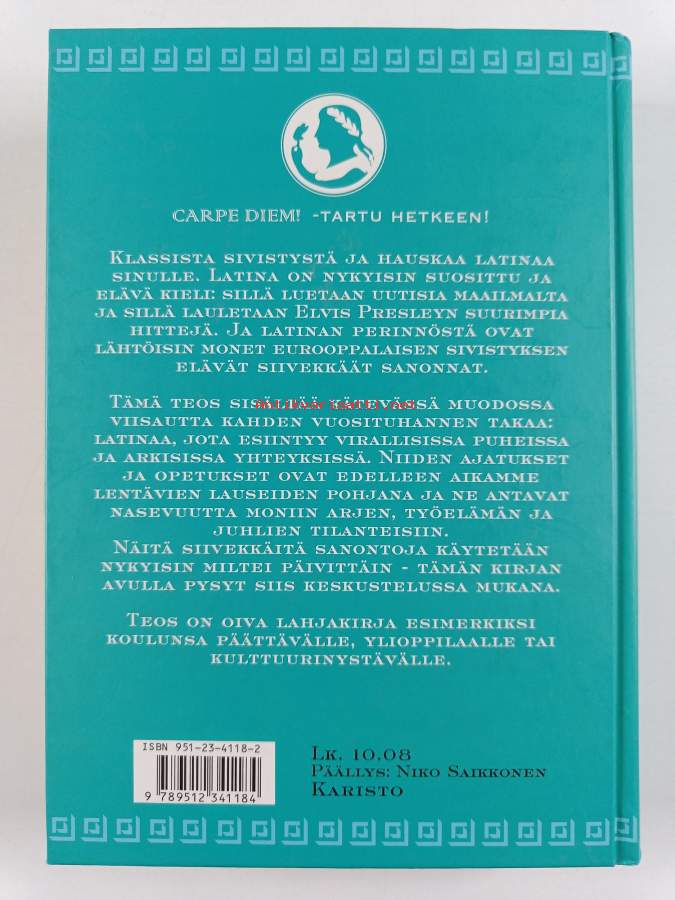 CARPE DIEM! -TARTU HETKEEN!
KLASSISTA SIVISTYSTÄ JA HAUSKAA LATINAA
SINULLE. LATINA ON NYKYISIN SUOSITTU JA
ELÄVÄ KIELI: SILLÄ LUETAAN UUTISIA MAAILMALTA
JA SILLÄ LAULETAAN ELVIS PRESLEYN SUURIMPIA
HITTEJÄ. JA LATINAN PERINNÖSTÄ OVAT
LÄHTÖISIN MONET EUROOPPALAISEN SIVISTYKSEN
ELÄVÄT SIIVEKKÄÄT SANONNAT.
TÄMÄ TEOS SISÄLTÄÄ KÄTEVÄSSÄ MUODOSSA
antikvariaatti.net
VIISAUTTA KAHDEN VUOSITUHANNEN TAKAA:
LATINAA, JOTA ESIINTYY VIRALLISISSA PUHEISSA
JA ARKISISSA YHTEYKSISSÄ. NIIDEN AJATUKSET
JA OPETUKSET OVAT EDELLEEN AIKAMME
LENTÄVIEN LAUSEIDEN POHJANA JA NE ANTAVAT
NASEVUUTTA MONIIN ARJEN, TYÖELÄMÄN JA
JUHLIEN TILANTEISIIN.
NÄITÄ SIIVEKKÄITÄ SANONTOJA KÄYTETÄÄN
NYKYISIN MILTEI PÄIVITTÄIN - TÄMÄN KIRJAN
AVULLA PYSYT SIIS KESKUSTELUSSA MUKANA.
TEOS ON OIVA LAHJAKIRJA ESIMERKIKSI
KOULUNSA PÄÄTTÄVÄLLE, YLIOPPILAALLE TAI
KULTTUURINYSTÄVÄLLE.
ISBN 951-23-4118-2
9 789512 341184
LK. 10.08
PÄÄLLYS: NIKO SAIKKONEN
KARISTO